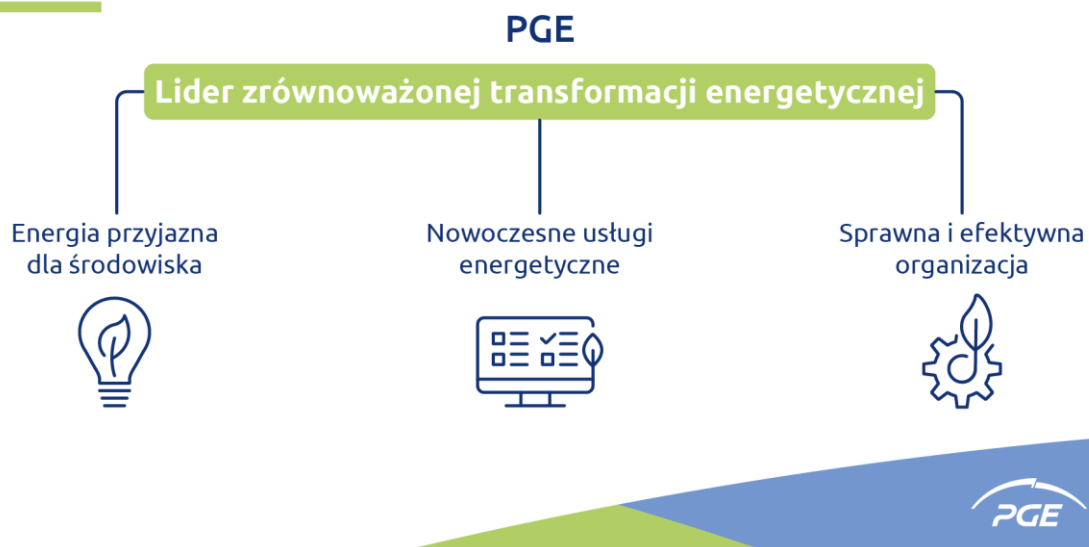 PGE
Lider zrównoważonej transformacji energetycznej
Energia przyjazna
dla środowiska
Nowoczesne usługi
energetyczne
Sprawna i efektywna
organizacja
PGE